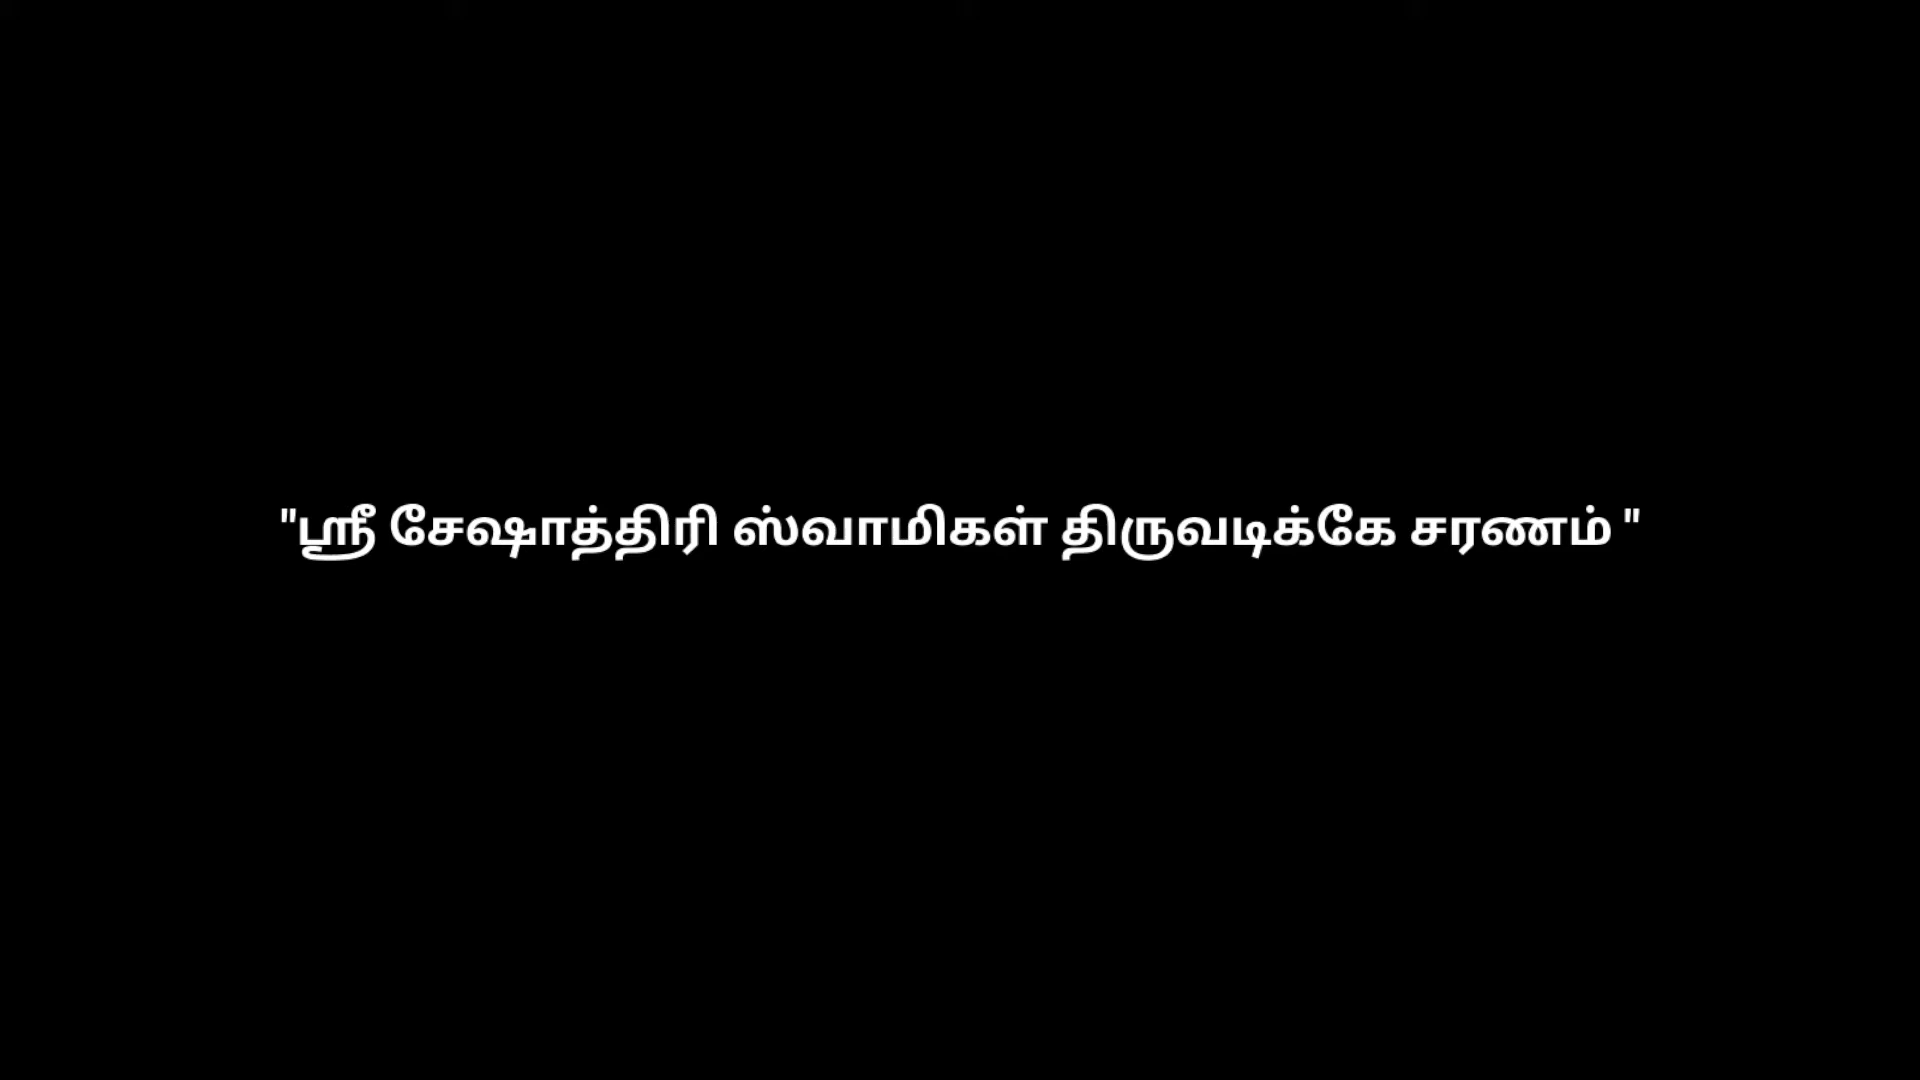 "ஸ்ரீ சேஷாத்திரி ஸ்வாமிகள் திருவடிக்கே சரணம் "